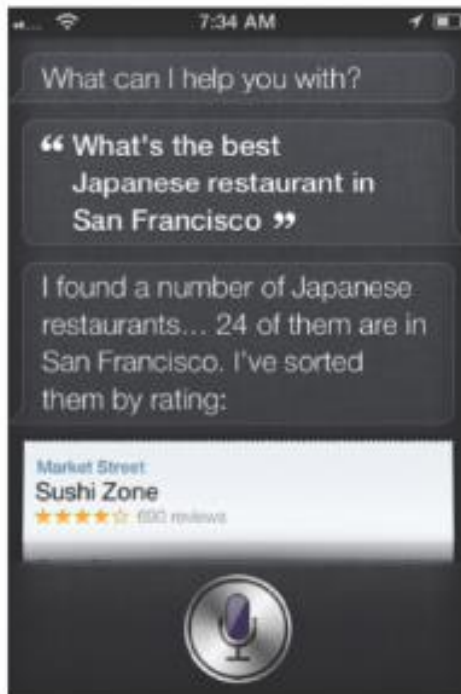 7:34 AM
What can I help you with?
“ What's the best
Japanese restaurant in
San Francisco ”
I found a number of Japanese
restaurants... 24 of them are in
San Francisco. I've sorted
them by rating:
Market Street
Sushi Zone
690 reviews